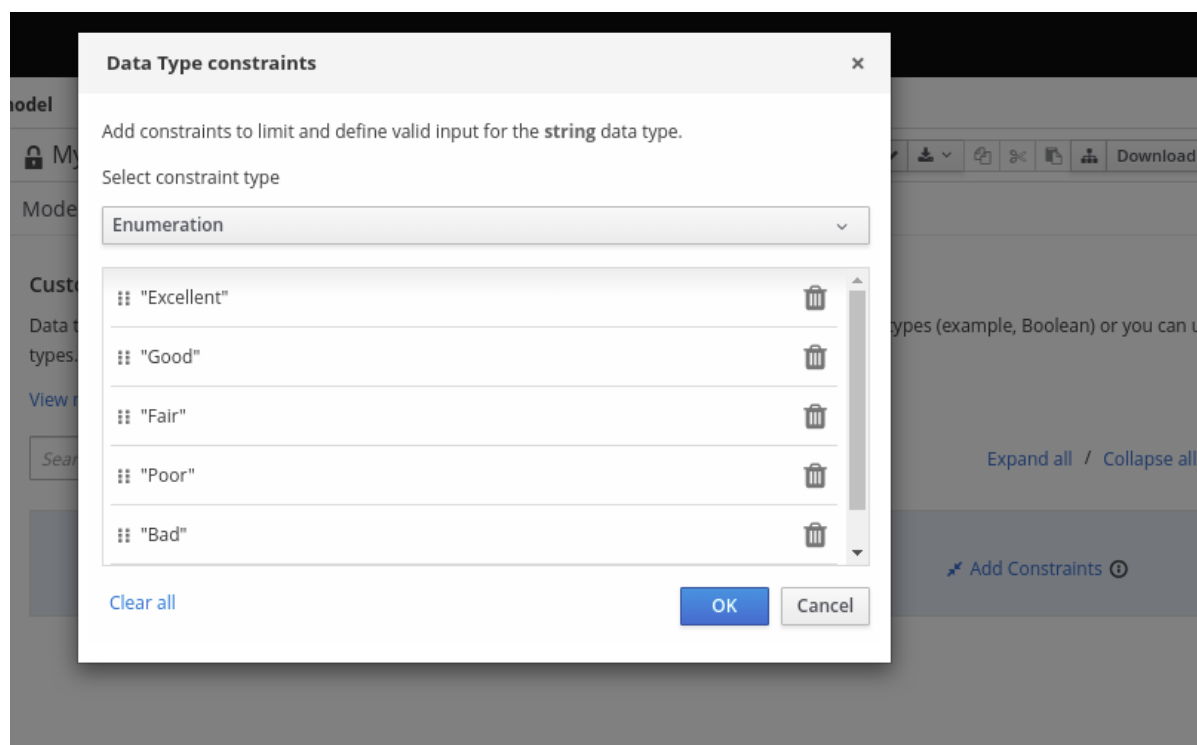 Data Type constraints
Add constraints to limit and define valid input for the string data type.
Select constraint type
Enumeration
"Excellent"
"Good"
"Fair"
"Poor"
"Bad"
Clear all
OK
Cancel
Download
Data
types (example, Boolean) or you can
types.
View
Expand all / Collapse all
Add Constraints